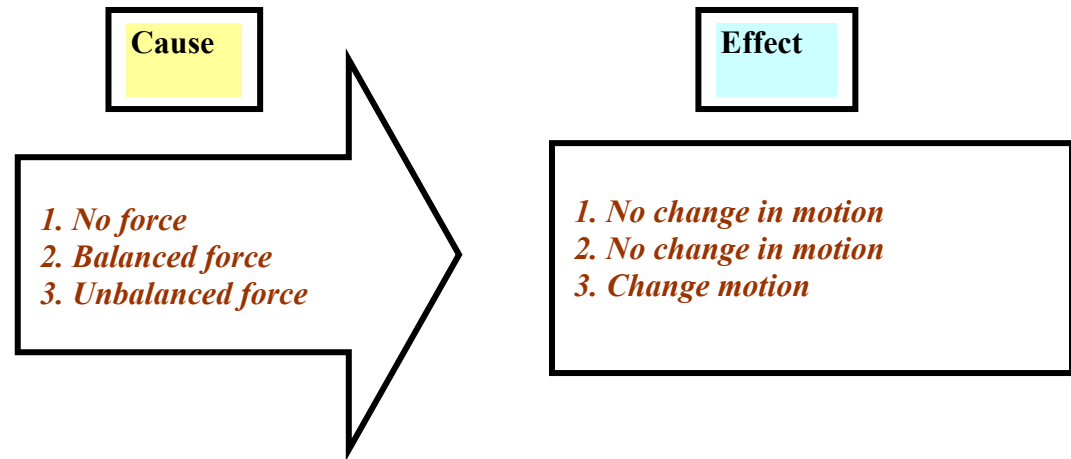 Cause
Effect
1. No force
2. Balanced force
3. Unbalanced force
1. No change in motion
2. No change in motion
3. Change motion